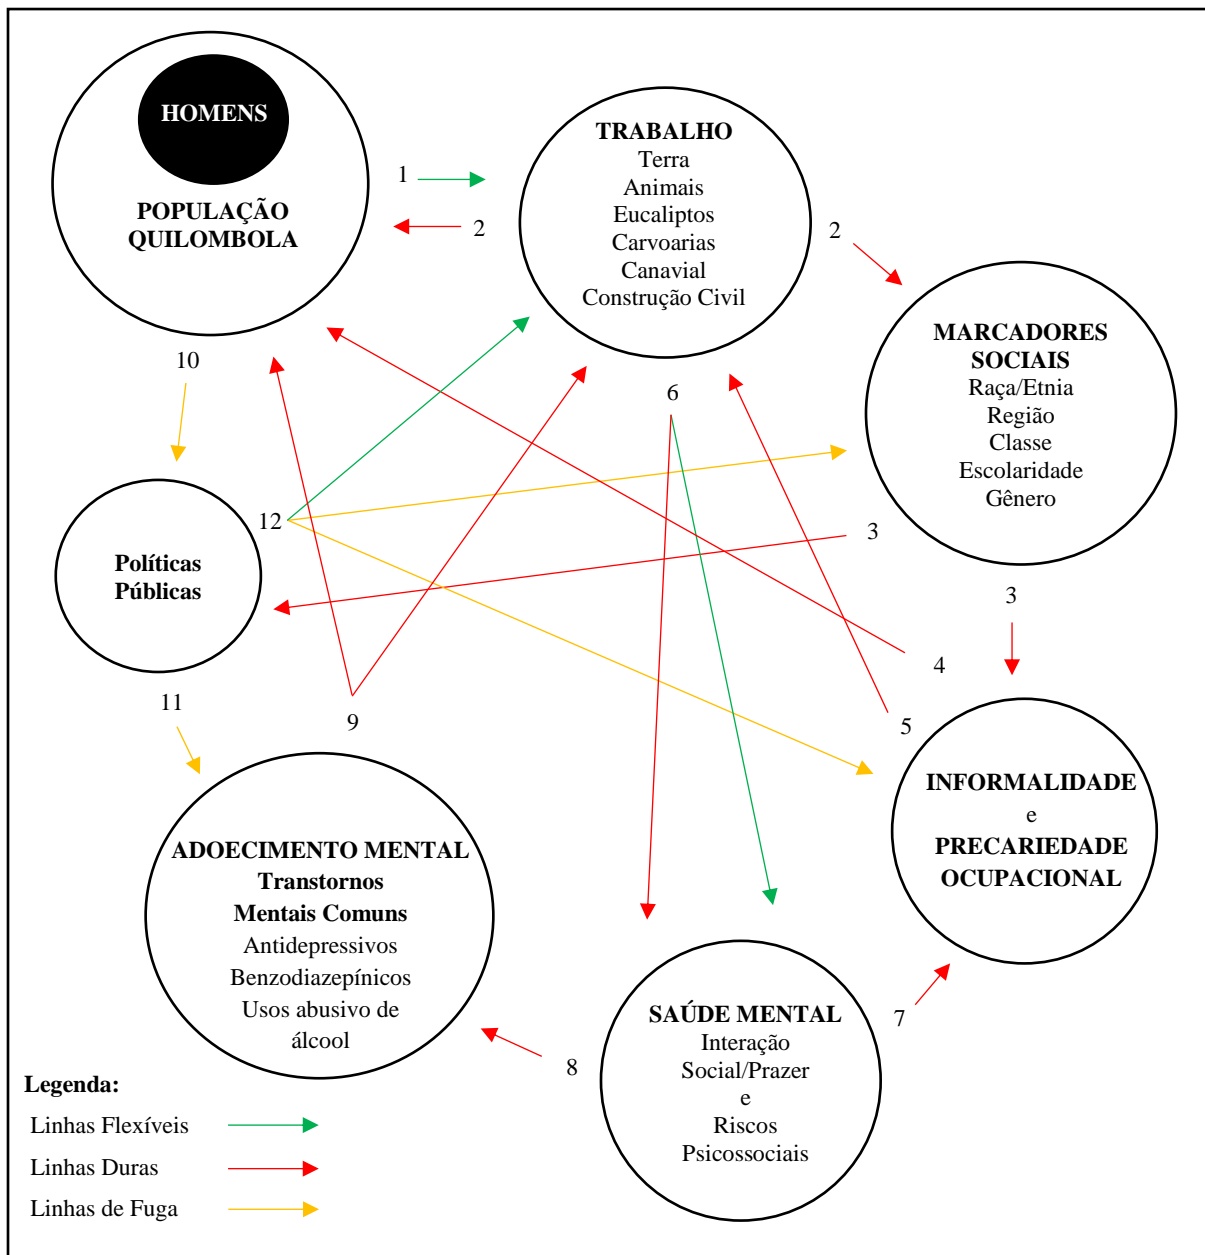 HOMENS
POPULAÇÃO
QUILOMBOLA
1
2
TRABALHO
Terra
Animais
Eucaliptos
Carvoarias
Canavial
Construção Civil
2
MARCADORES
SOCIAIS
Raça/Etnia
Região
Classe
Escolaridade
Gênero
10
6
12
3
3
Políticas
Públicas
4
11
9
5
INFORMALIDADE
e
PRECARIEDADE
OCUPACIONAL
ADOECIMENTO MENTAL
Transtornos
Mentais Comuns
Antidepressivos
Benzodiazepínicos
Usos abusivo de
álcool
8
SAÚDE MENTAL
Interação
Social/Prazer
e
Riscos
Psicossociais
7
Legenda:
Linhas Flexíveis
Linhas Duras
Linhas de Fuga